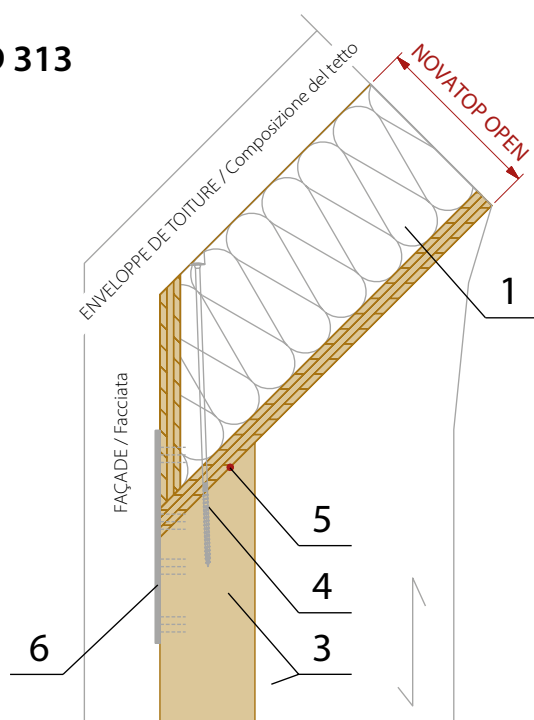 313
ENVELOPPE DE TOITURE / Composizione del tetto
NOVATOP OPEN
1
FAÇADE / Facciata
5
4
6
3